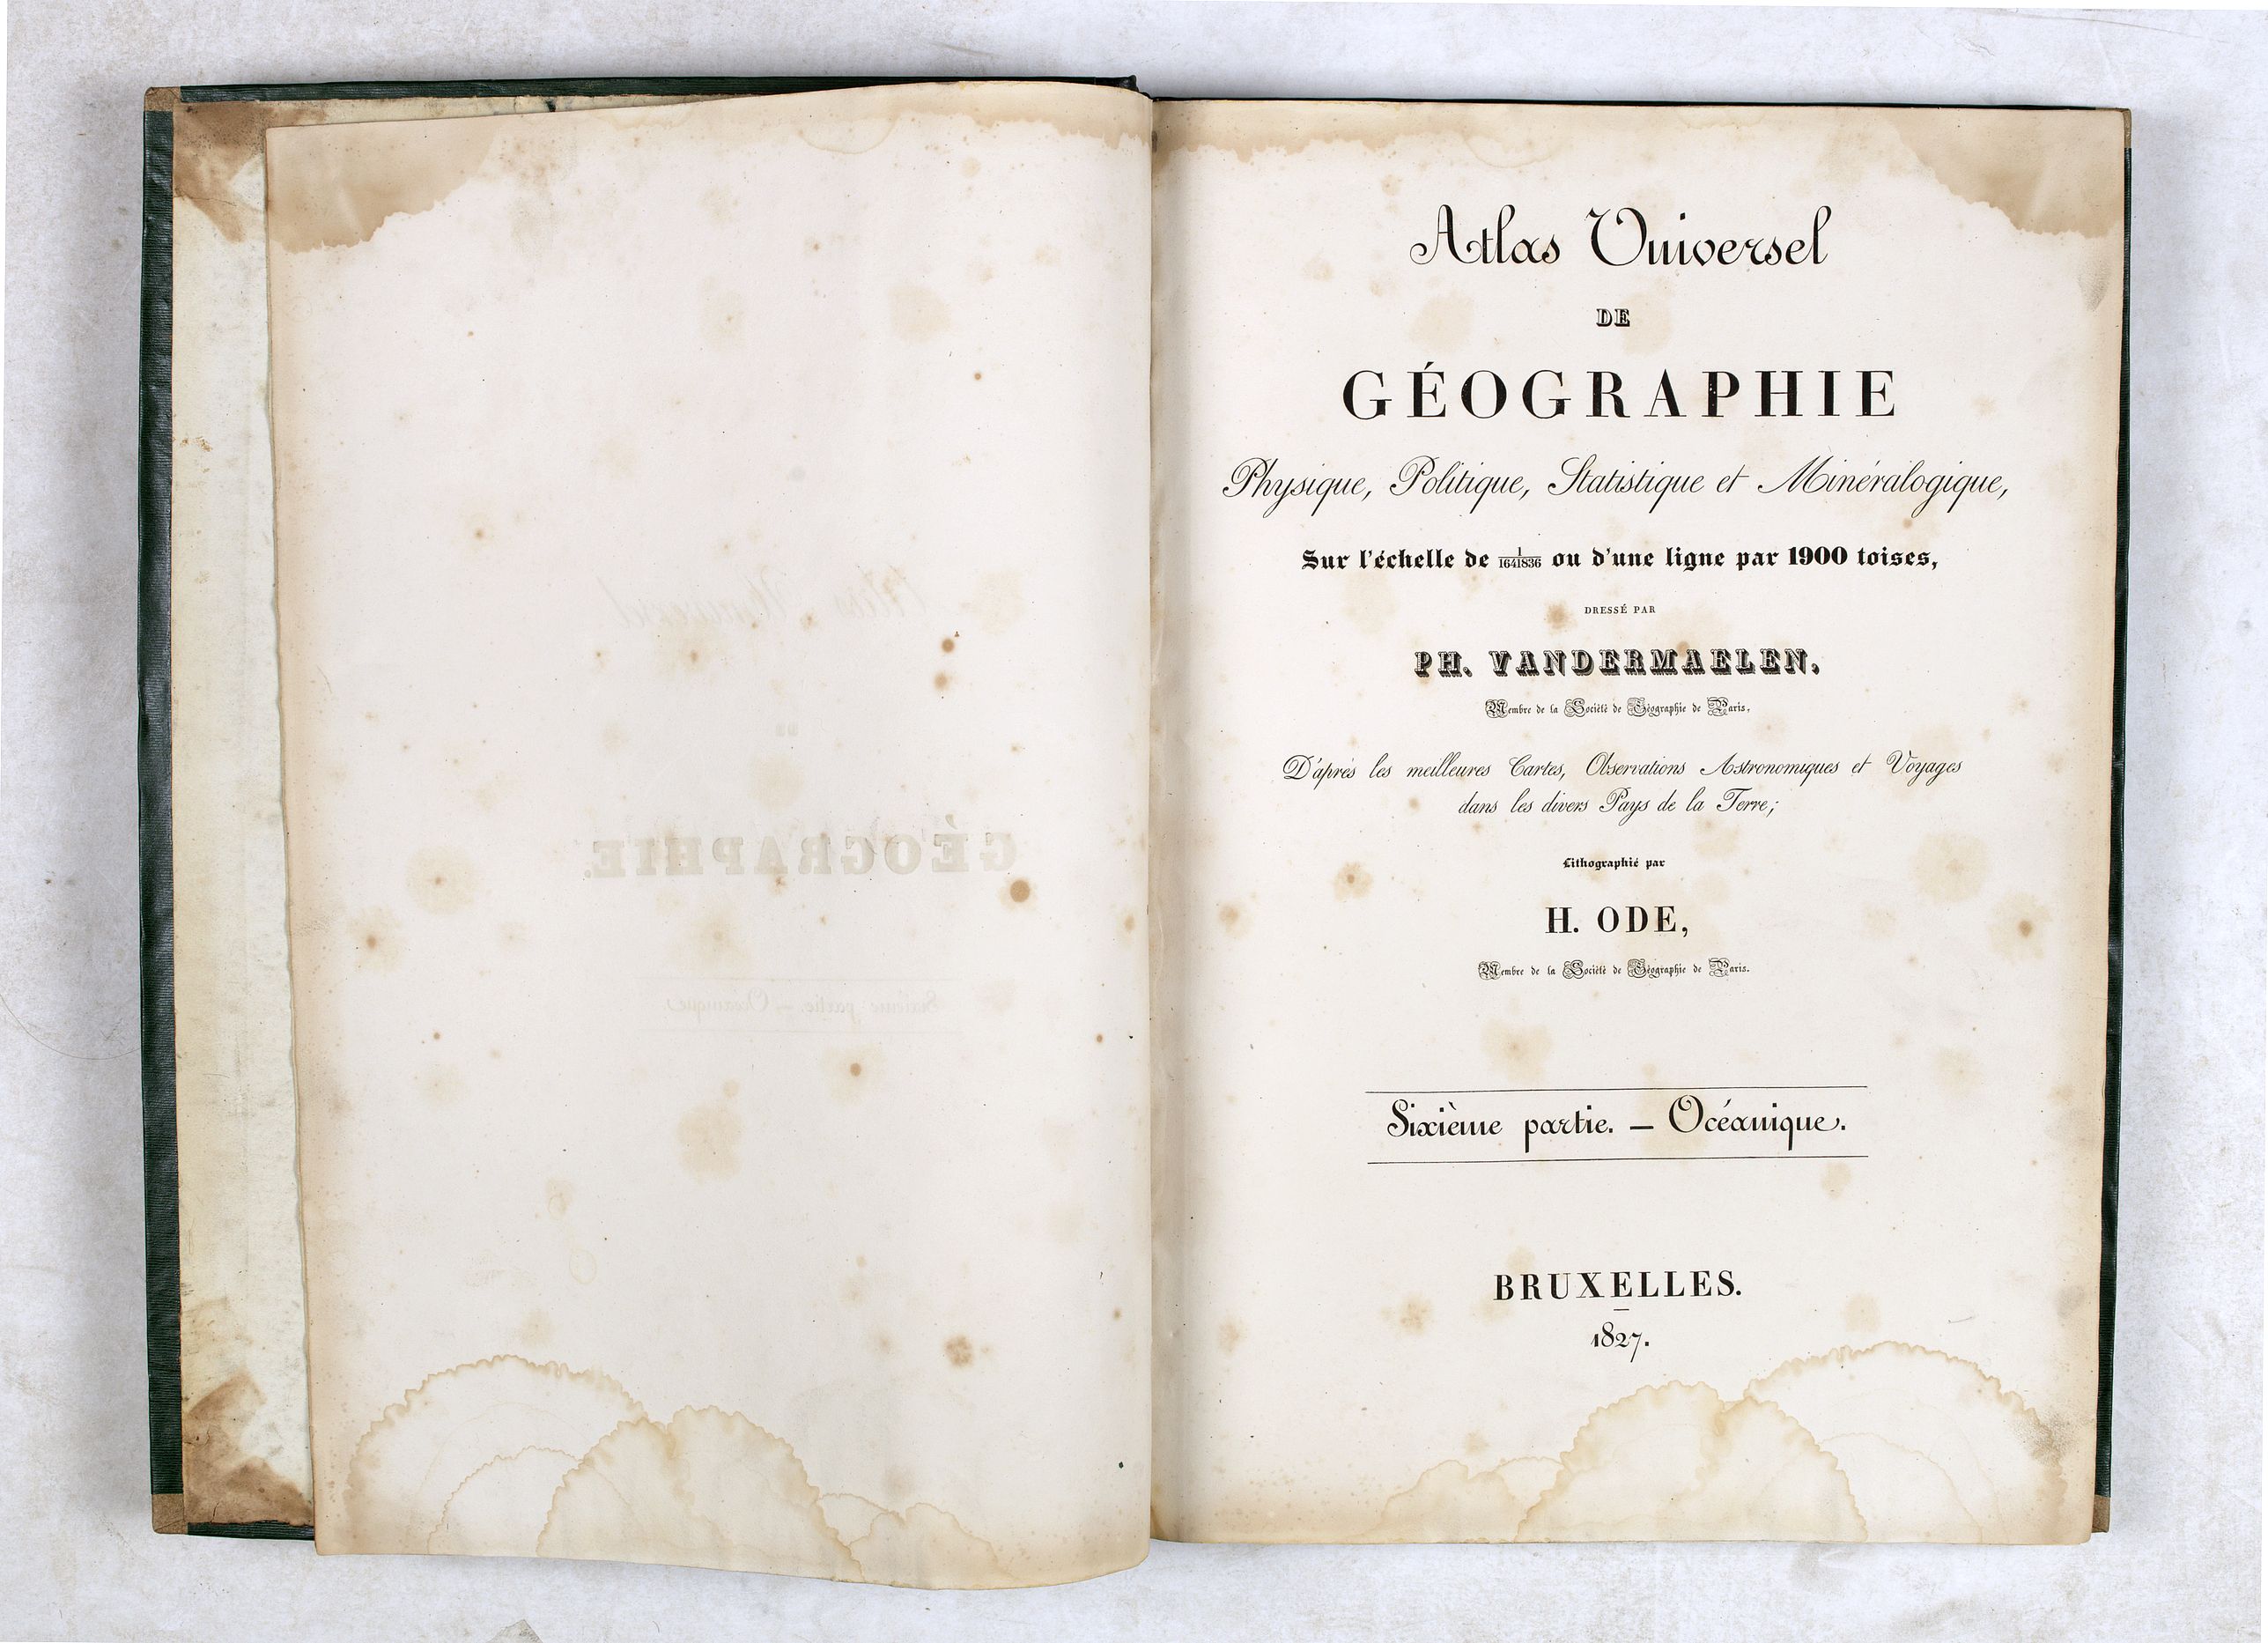 Atlas Universel
DE
GÉOGRAPHIE
Physique, Politique, Statistique et Minéralogique,
Sur l'échelle de 1/1641836 ou d'une ligne par 1900 toises,
DRESSÉ PAR
PH. VANDERMAELEN,
Membre de la Société de Géographie de Paris.
D'après les meilleures Cartes, Observations Astronomiques et Voyages
dans les divers Pays de la Terre;
Lithographié par
H. ODE,
Membre de la Société de Géographie de Paris.
Sixième partie. — Océanique.
BRUXELLES.
1827.